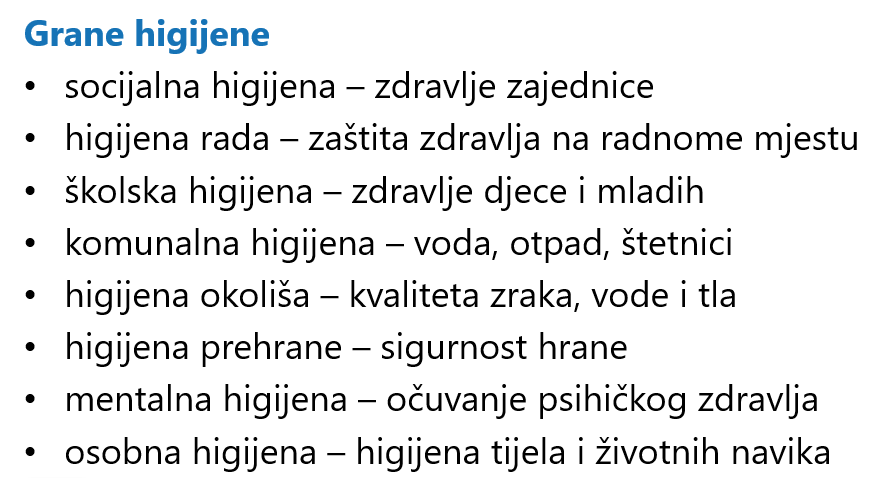 Grane higijene
• socijalna higijena – zdravlje zajednice
• higijena rada – zaštita zdravlja na radnome mjestu
• školska higijena – zdravlje djece i mladih
• komunalna higijena – voda, otpad, štetnici
• higijena okoliša – kvaliteta zraka, vode i tla
• higijena prehrane – sigurnost hrane
• mentalna higijena – očuvanje psihičkog zdravlja
• osobna higijena – higijena tijela i životnih navika